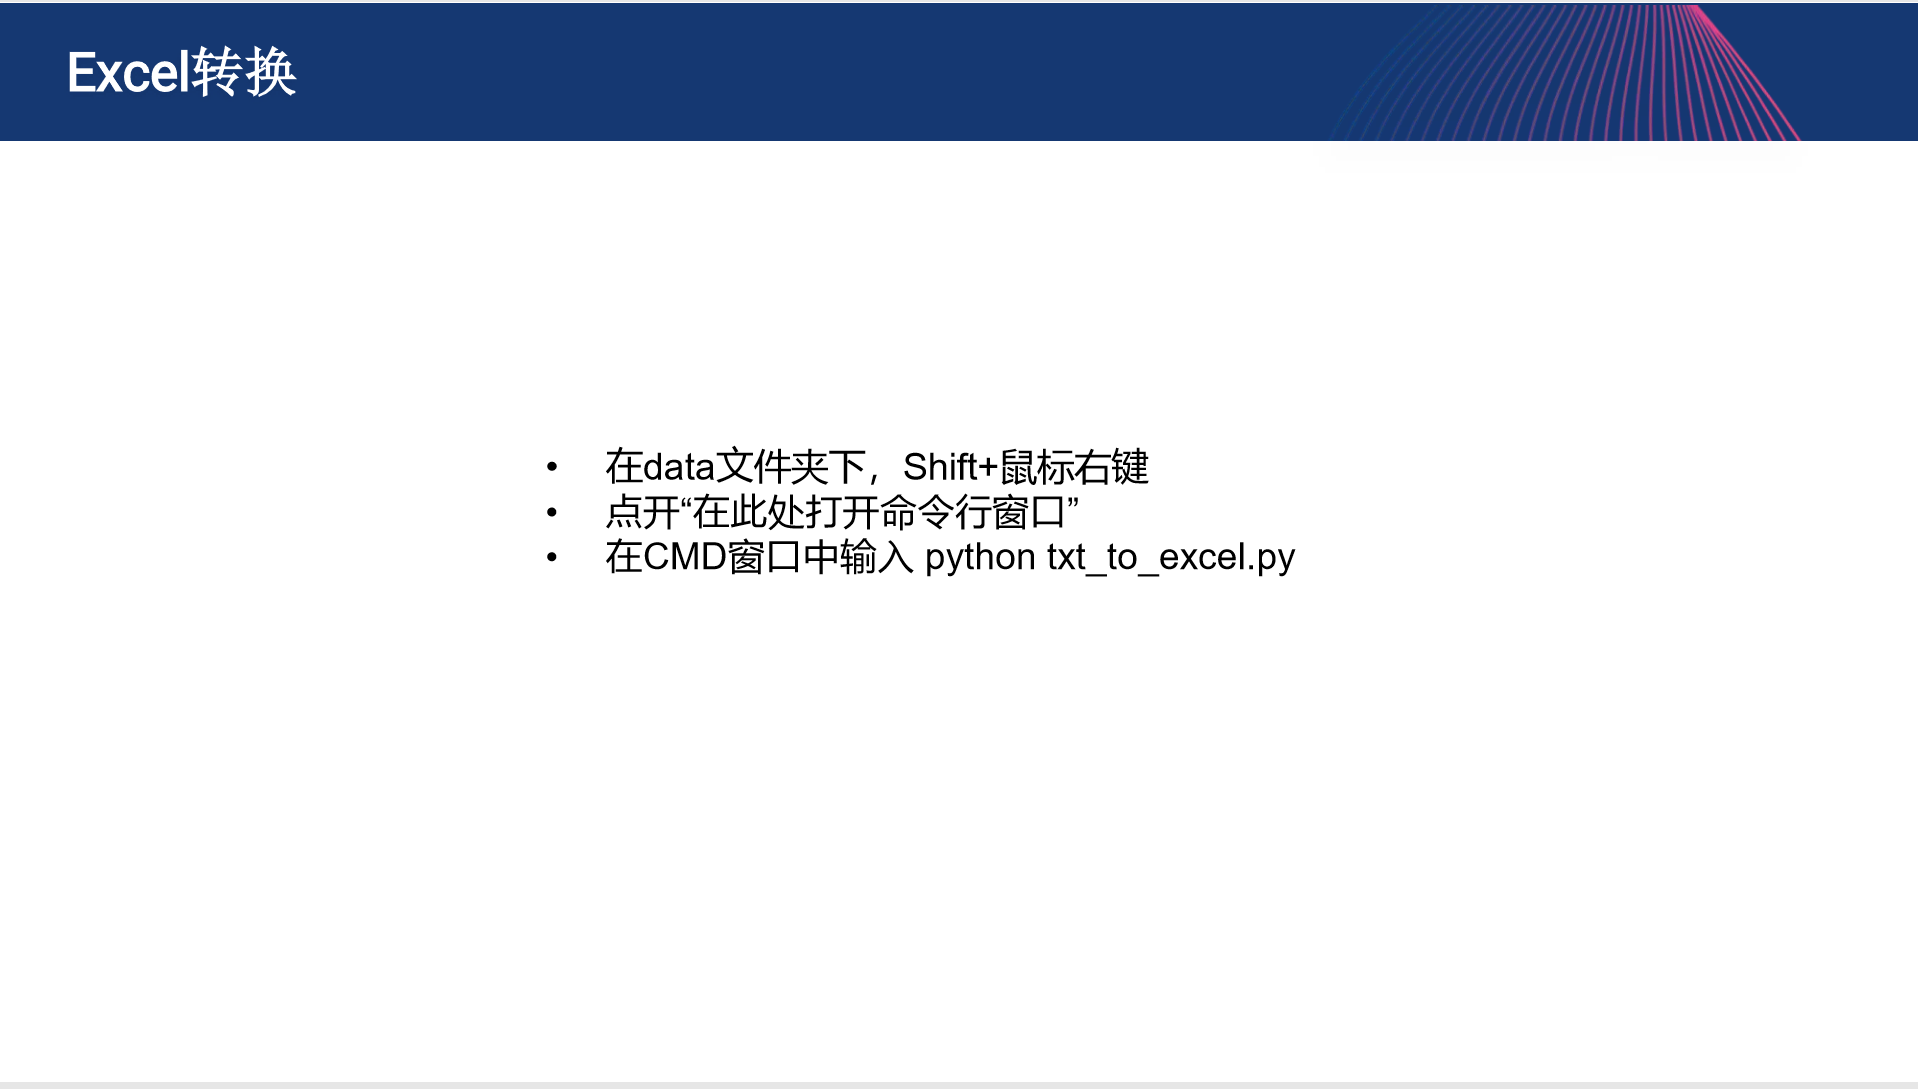 Excel转换
• 在data文件夹下，Shift+鼠标右键
• 点开“在此处打开命令行窗口”
• 在CMD窗口中输入 python txt_to_excel.py